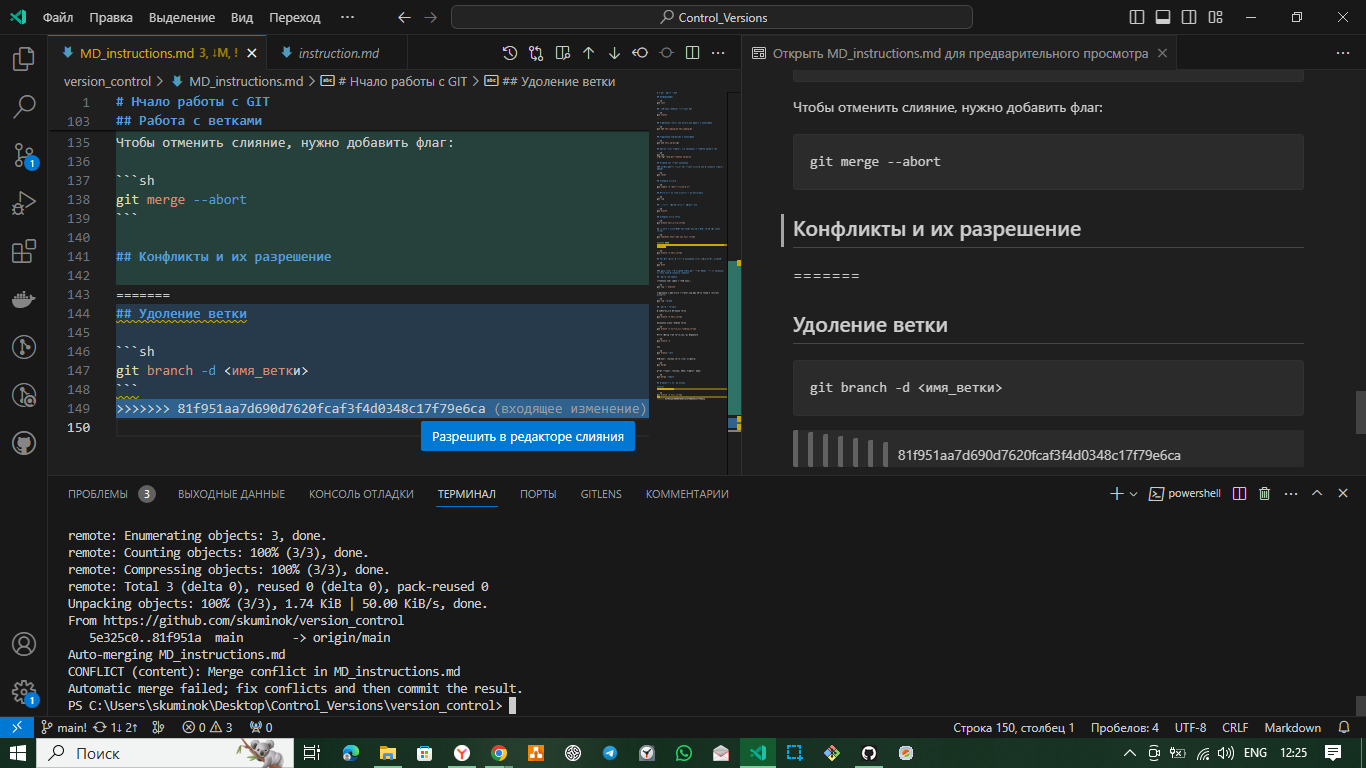 Файл Правка Выделение Вид Переход ··· Control_Versions
MD_instructions.md 3, ↓M, ! instruction.md
Открыть MD_instructions.md для предварительного просмотра
version_control > MD_instructions.md > # Нчало работы с GIT > ## Удоление ветки
1 # Нчало работы с GIT
103 ## Работа с ветками
135 Чтобы отменить слияние, нужно добавить флаг:
136
137 ```sh
138 git merge --abort
139 ```
140
141 ## Конфликты и их разрешение
142
143 =======
144 ## Удоление ветки
145
146 ```sh
147 git branch -d <имя_ветки>
148 ```
149 >>>>>>> 81f951aa7d690d7620fcaf3f4d0348c17f79e6ca (входящее изменение)
150
Разрешить в редакторе слияния
Чтобы отменить слияние, нужно добавить флаг:
git merge --abort
Конфликты и их разрешение
=======
Удоление ветки
git branch -d <имя_ветки>
81f951aa7d690d7620fcaf3f4d0348c17f79e6ca
1
1
ПРОБЛЕМЫ 3 ВЫХОДНЫЕ ДАННЫЕ КОНСОЛЬ ОТЛАДКИ ТЕРМИНАЛ ПОРТЫ GITLENS КОММЕНТАРИИ powershell
remote: Enumerating objects: 3, done.
remote: Counting objects: 100% (3/3), done.
remote: Compressing objects: 100% (3/3), done.
remote: Total 3 (delta 0), reused 0 (delta 0), pack-reused 0
Unpacking objects: 100% (3/3), 1.74 KiB | 50.00 KiB/s, done.
From https://github.com/skuminok/version_control
5e325c0..81f951a main -> origin/main
Auto-merging MD_instructions.md
CONFLICT (content): Merge conflict in MD_instructions.md
Automatic merge failed; fix conflicts and then commit the result.
PS C:\Users\skuminok\Desktop\Control_Versions\version_control>
main! 1↓ 2↑ 0 3 0 Строка 150, столбец 1 Пробелов: 4 UTF-8 CRLF Markdown
Поиск ENG 12:25